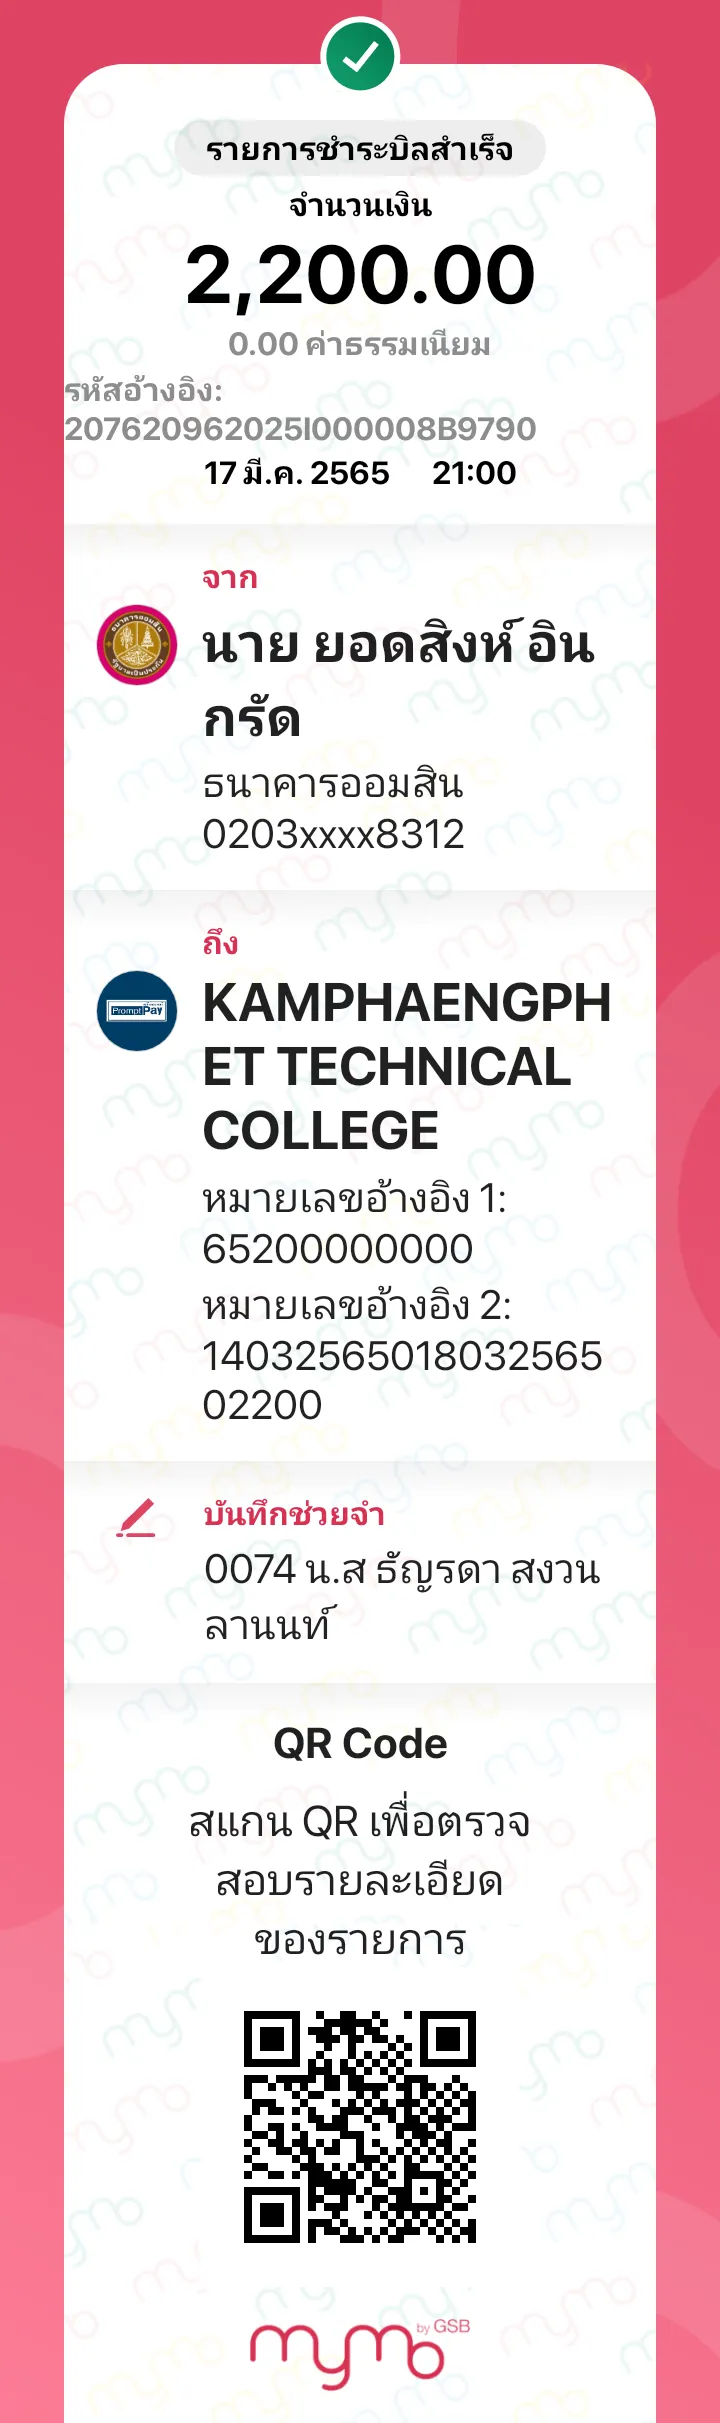 รายการชำระบิลสำเร็จ
จำนวนเงิน
2,200.00
0.00 ค่าธรรมเนียม
รหัสอ้างอิง:
207620962025I000008B9790
17 มี.ค. 2565 21:00
จาก
นาย ยอดสิงห์ อิน
กรัด
ธนาคารออมสิน
0203xxxx8312
ถึง
PromptPay
KAMPHAENGPH
ET TECHNICAL
COLLEGE
หมายเลขอ้างอิง 1:
65200000000
หมายเลขอ้างอิง 2:
14032565018032565
02200
บันทึกช่วยจำ
0074 น.ส ธัญรดา สงวน
ลานนท์
QR Code
สแกน QR เพื่อตรวจ
สอบรายละเอียด
ของรายการ
mymo by GSB